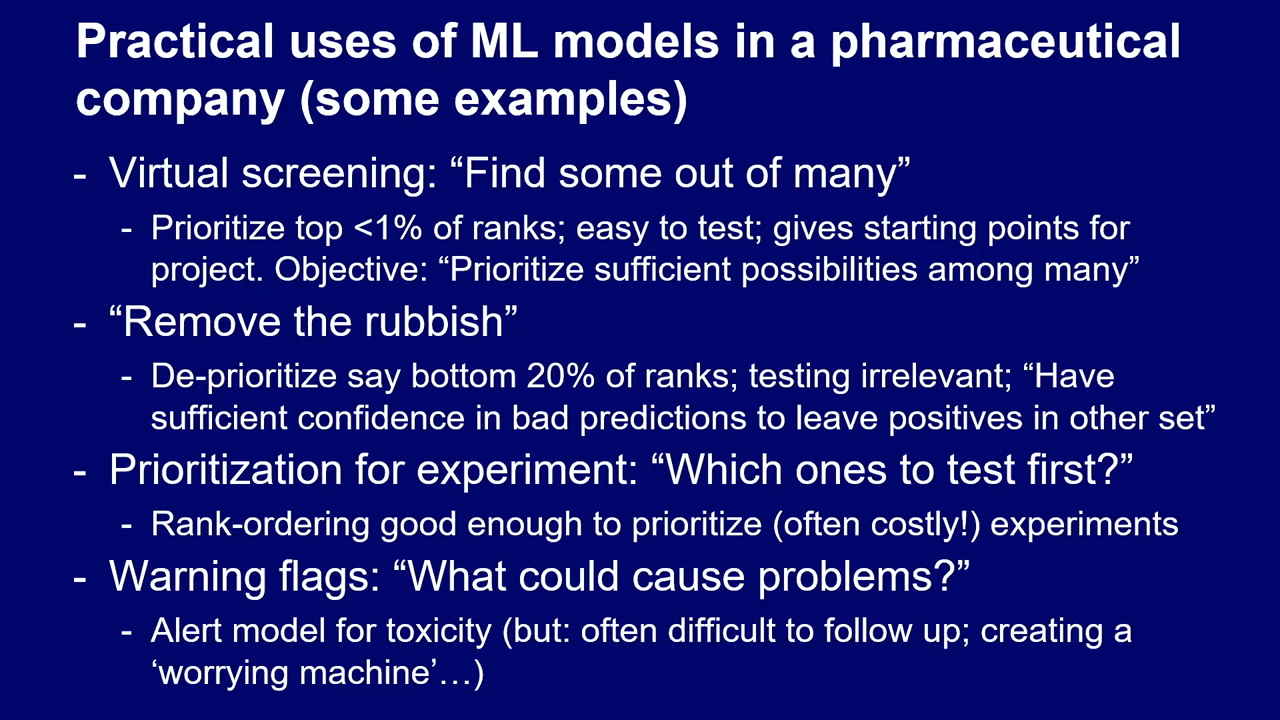 Practical uses of ML models in a pharmaceutical
company (some examples)
- Virtual screening: “Find some out of many”
- Prioritize top <1% of ranks; easy to test; gives starting points for
project. Objective: “Prioritize sufficient possibilities among many”
- “Remove the rubbish”
- De-prioritize say bottom 20% of ranks; testing irrelevant; “Have
sufficient confidence in bad predictions to leave positives in other set”
- Prioritization for experiment: “Which ones to test first?”
- Rank-ordering good enough to prioritize (often costly!) experiments
- Warning flags: “What could cause problems?”
- Alert model for toxicity (but: often difficult to follow up; creating a
‘worrying machine’…)